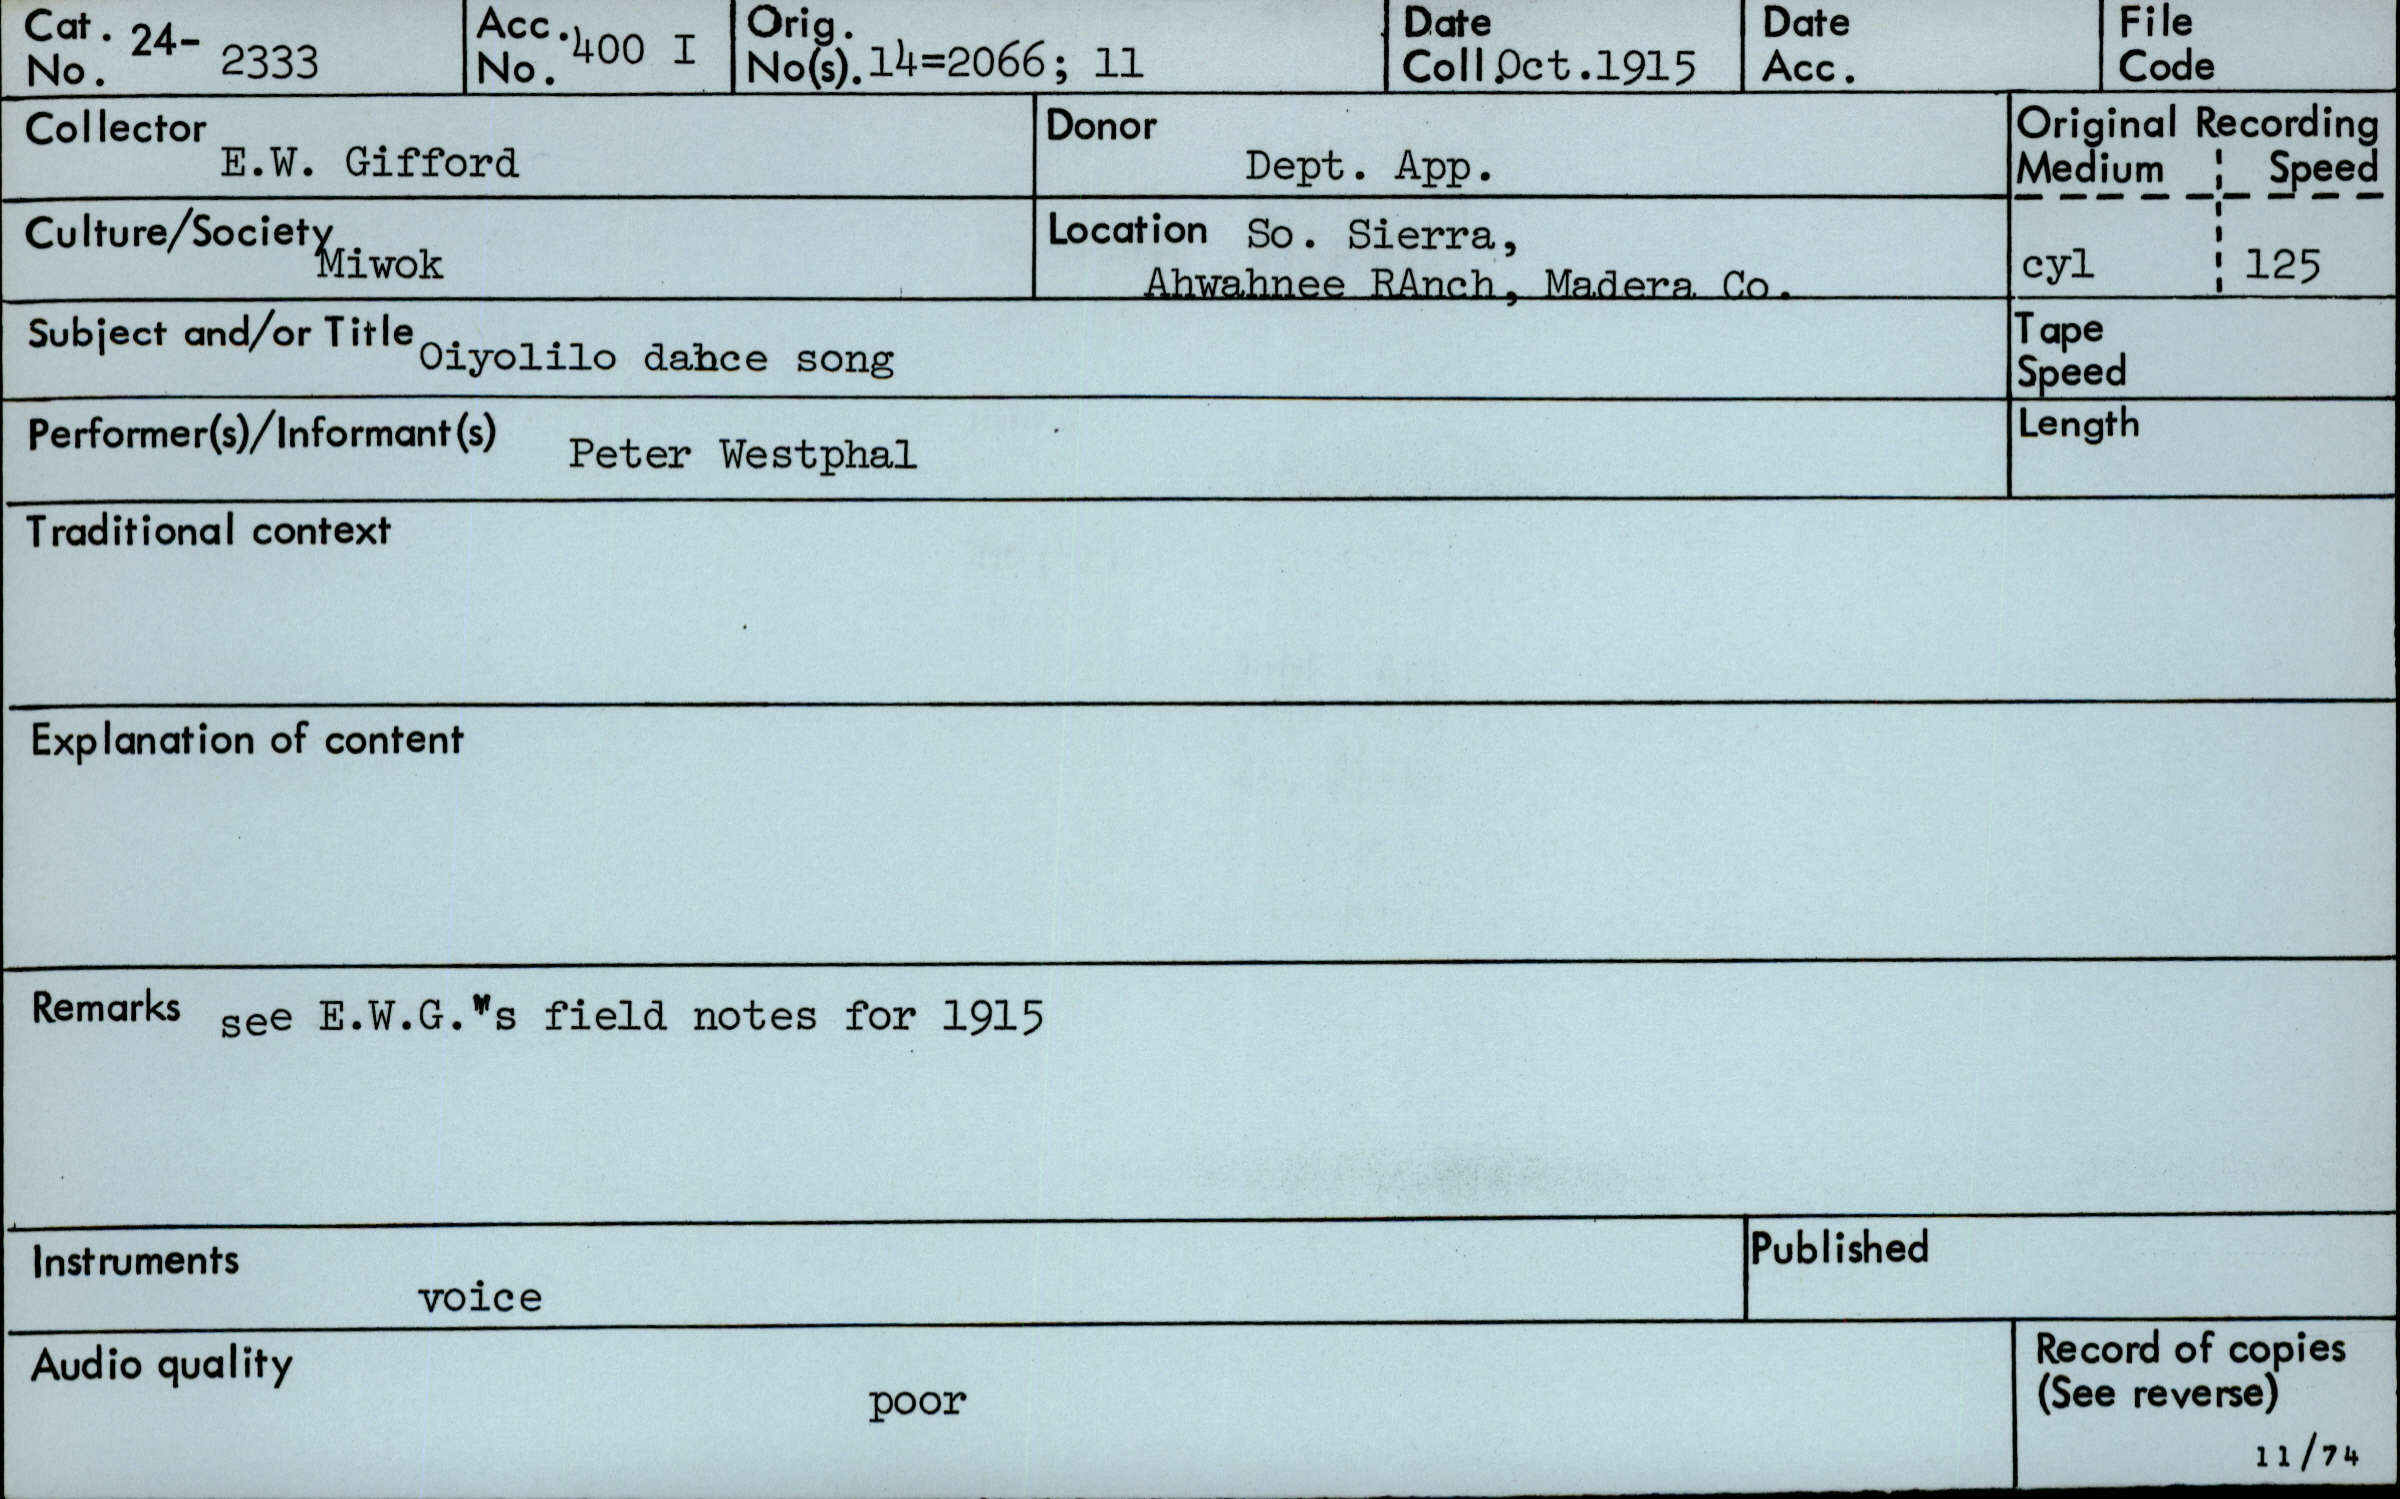 Cat. No. 24- 2333
Acc. No. 400 I
Orig. No(s). 14=2066; 11
Date Coll. Oct.1915
Date Acc.
File Code
Collector E.W. Gifford
Donor Dept. App.
Original Recording
Medium Speed
cyl 125
Culture/Society Miwok
Location So. Sierra,
Ahwahnee RAnch, Madera Co.
Subject and/or Title Oiyolilo dahce song
Tape Speed
Performer(s)/Informant(s) Peter Westphal
Length
Traditional context
Explanation of content
Remarks see E.W.G."s field notes for 1915
Instruments voice
Published
Audio quality poor
Record of copies
(See reverse)
11/74